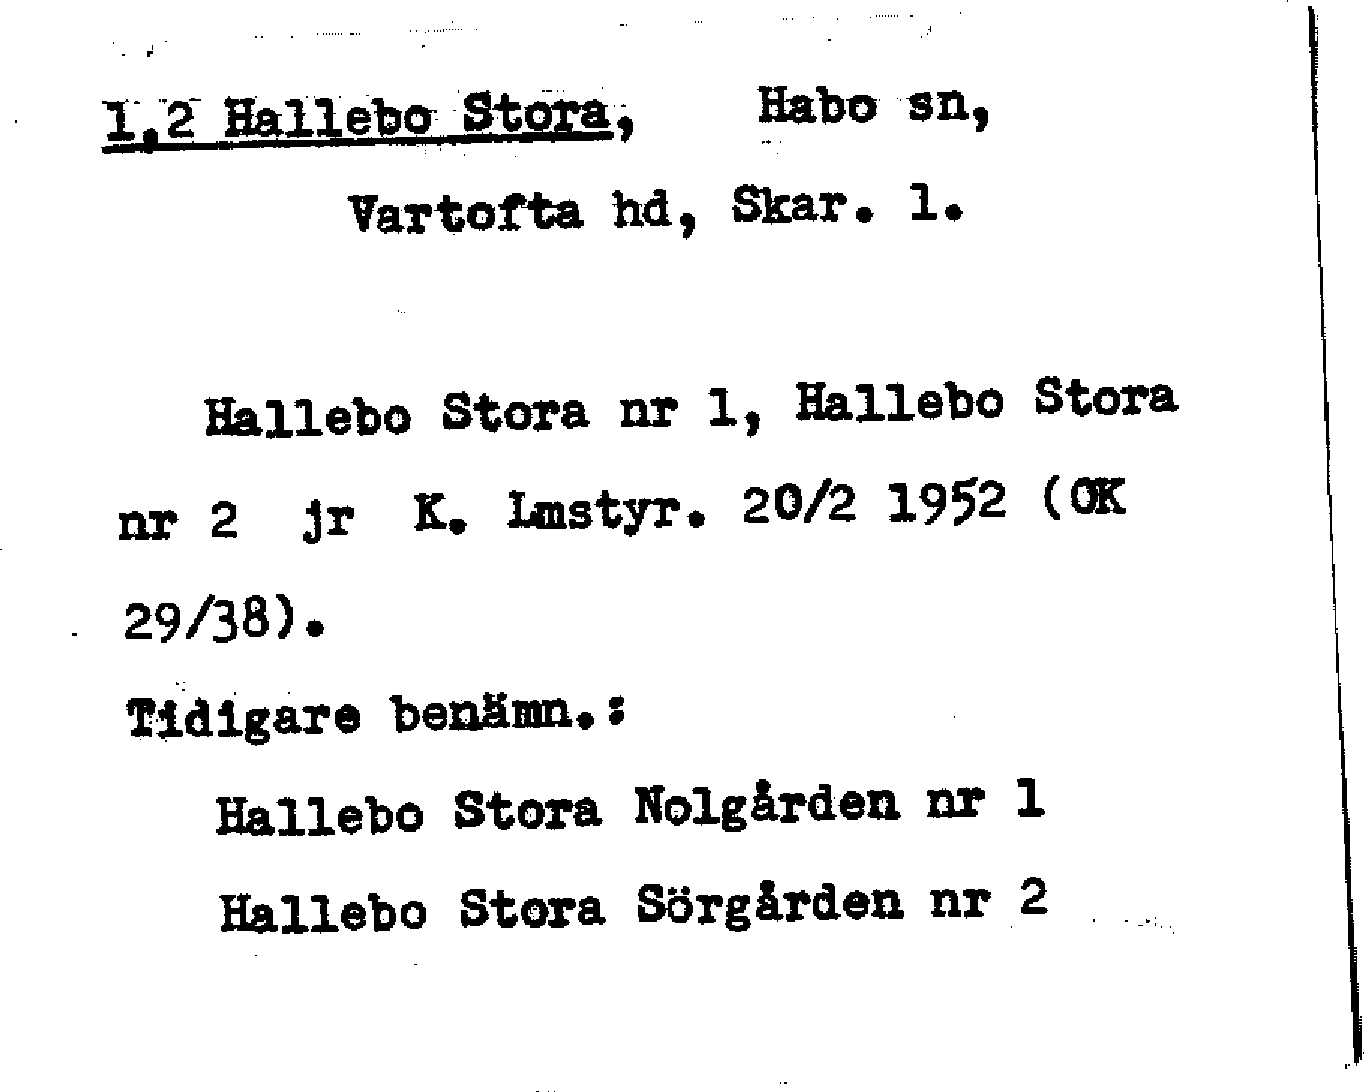 1,2 Hallebo Stora, Habo sn,
Vartofta hd, Skar. l.
Hallebo Stora nr 1, Hallebo Stora
nr 2 jr K. Lmstyr. 20/2 1952 (OK
29/38).
Tidigare benämn.:
Hallebo Stora Nolgården nr 1
Hallebo Stora Sörgården nr 2